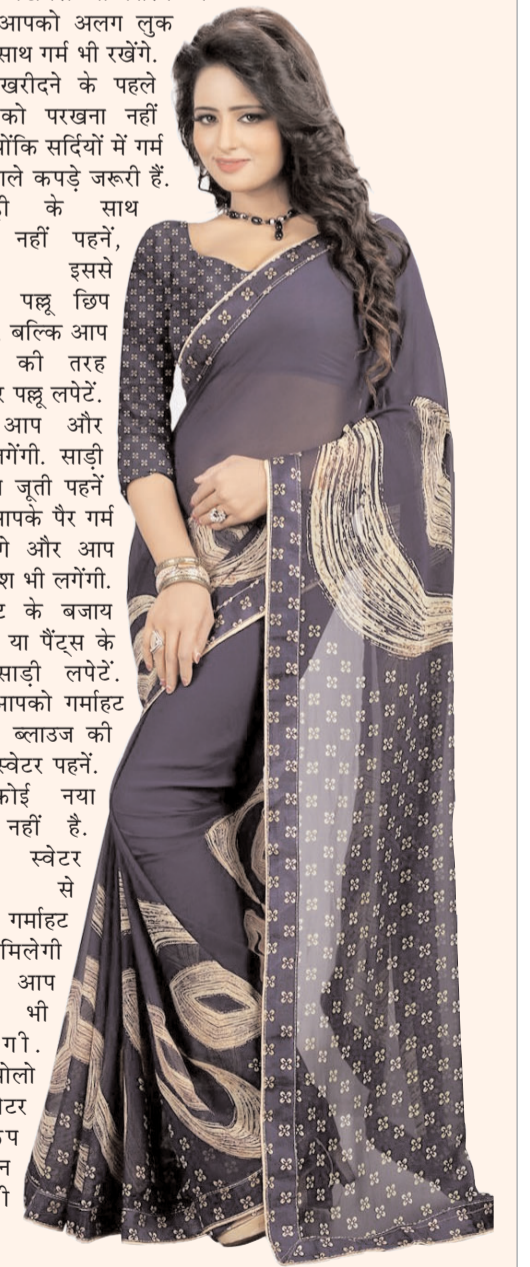 आपको अलग लुक
साथ गर्म भी रखेंगे.
खरीदने के पहले
को परखना नहीं
सर्दियों में गर्म
कपड़े जरूरी हैं.
के साथ
नहीं पहनें,
इससे
पल्लू छिप
बल्कि आप
की तरह
पल्लू लपेटें.
आप और
साड़ी
जूती पहनें
आपके पैर गर्म
और आप
भी लगेंगी.
के बजाय
या पैंट्स के
साड़ी लपेटें.
आपको गर्माहट
ब्लाउज की
स्वेटर पहनें.
कोई नया
नहीं है.
स्वेटर
से
गर्माहट
मिलेगी
आप
भी